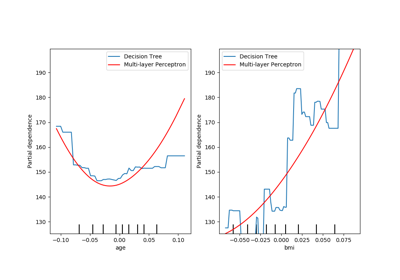 Decision Tree
Multi-layer Perceptron
190
180
170
160
150
140
130
Partial dependence
−0.10 −0.05 0.00 0.05 0.10
age
Decision Tree
Multi-layer Perceptron
190
180
170
160
150
140
130
Partial dependence
−0.050 −0.025 0.000 0.025 0.050 0.075
bmi